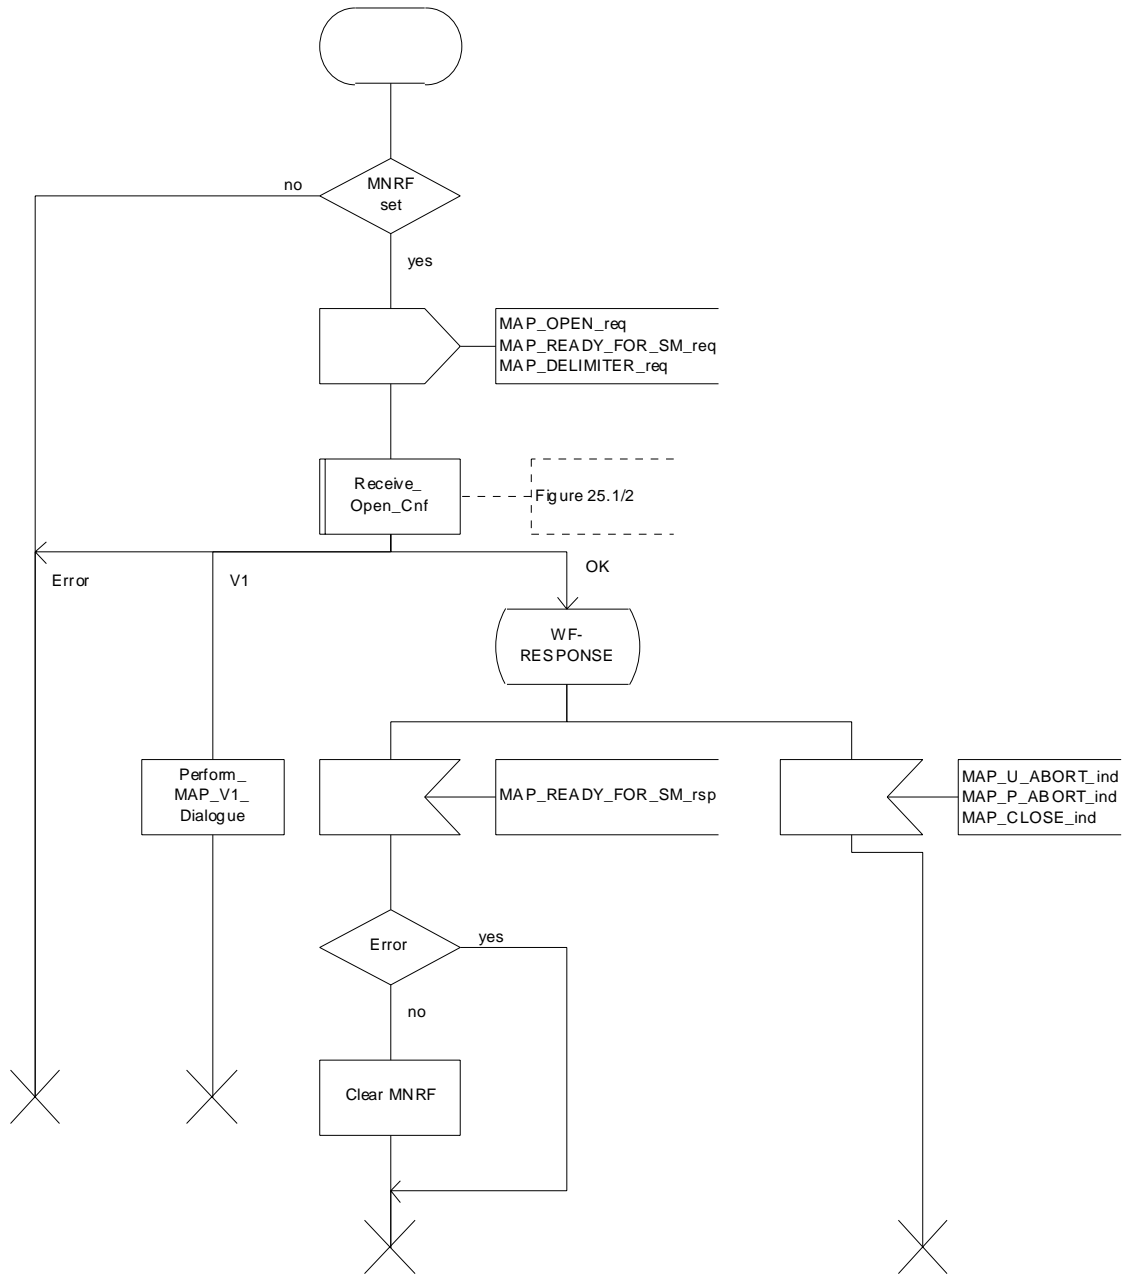 MNRF
set
no
yes
MAP_OPEN_req
MAP_READY_FOR_SM_req
MAP_DELIMITER_req
Receive_
Open_Cnf
Figure 25.1/2
Error
V1
OK
WF-
RESPONSE
Perform_
MAP_V1_
Dialogue
MAP_READY_FOR_SM_rsp
MAP_U_ABORT_ind
MAP_P_ABORT_ind
MAP_CLOSE_ind
Error
yes
no
Clear MNRF